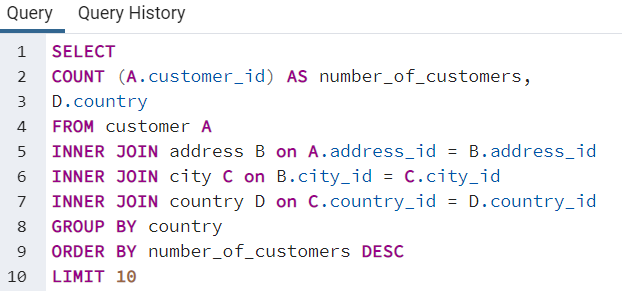 Query Query History
1 SELECT
2 COUNT (A.customer_id) AS number_of_customers,
3 D.country
4 FROM customer A
5 INNER JOIN address B on A.address_id = B.address_id
6 INNER JOIN city C on B.city_id = C.city_id
7 INNER JOIN country D on C.country_id = D.country_id
8 GROUP BY country
9 ORDER BY number_of_customers DESC
10 LIMIT 10